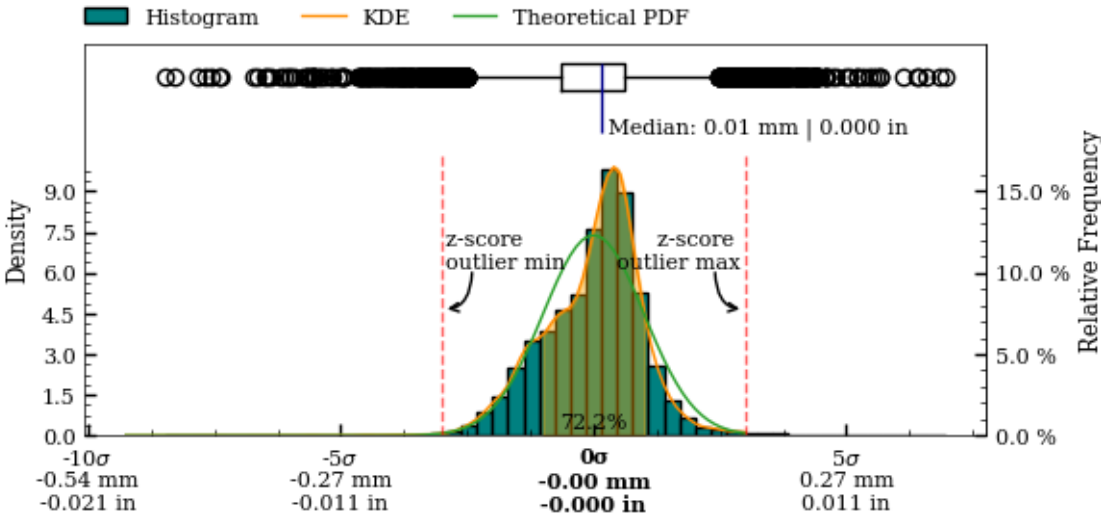 Histogram KDE Theoretical PDF
Median: 0.01 mm | 0.000 in
Density
Relative Frequency
9.0
7.5
6.0
4.5
3.0
1.5
0.0
15.0 %
10.0 %
5.0 %
0.0 %
z-score
outlier min
z-score
outlier max
72.2%
-10σ -5σ 0σ 5σ
-0.54 mm -0.27 mm -0.00 mm 0.27 mm
-0.021 in -0.011 in -0.000 in 0.011 in